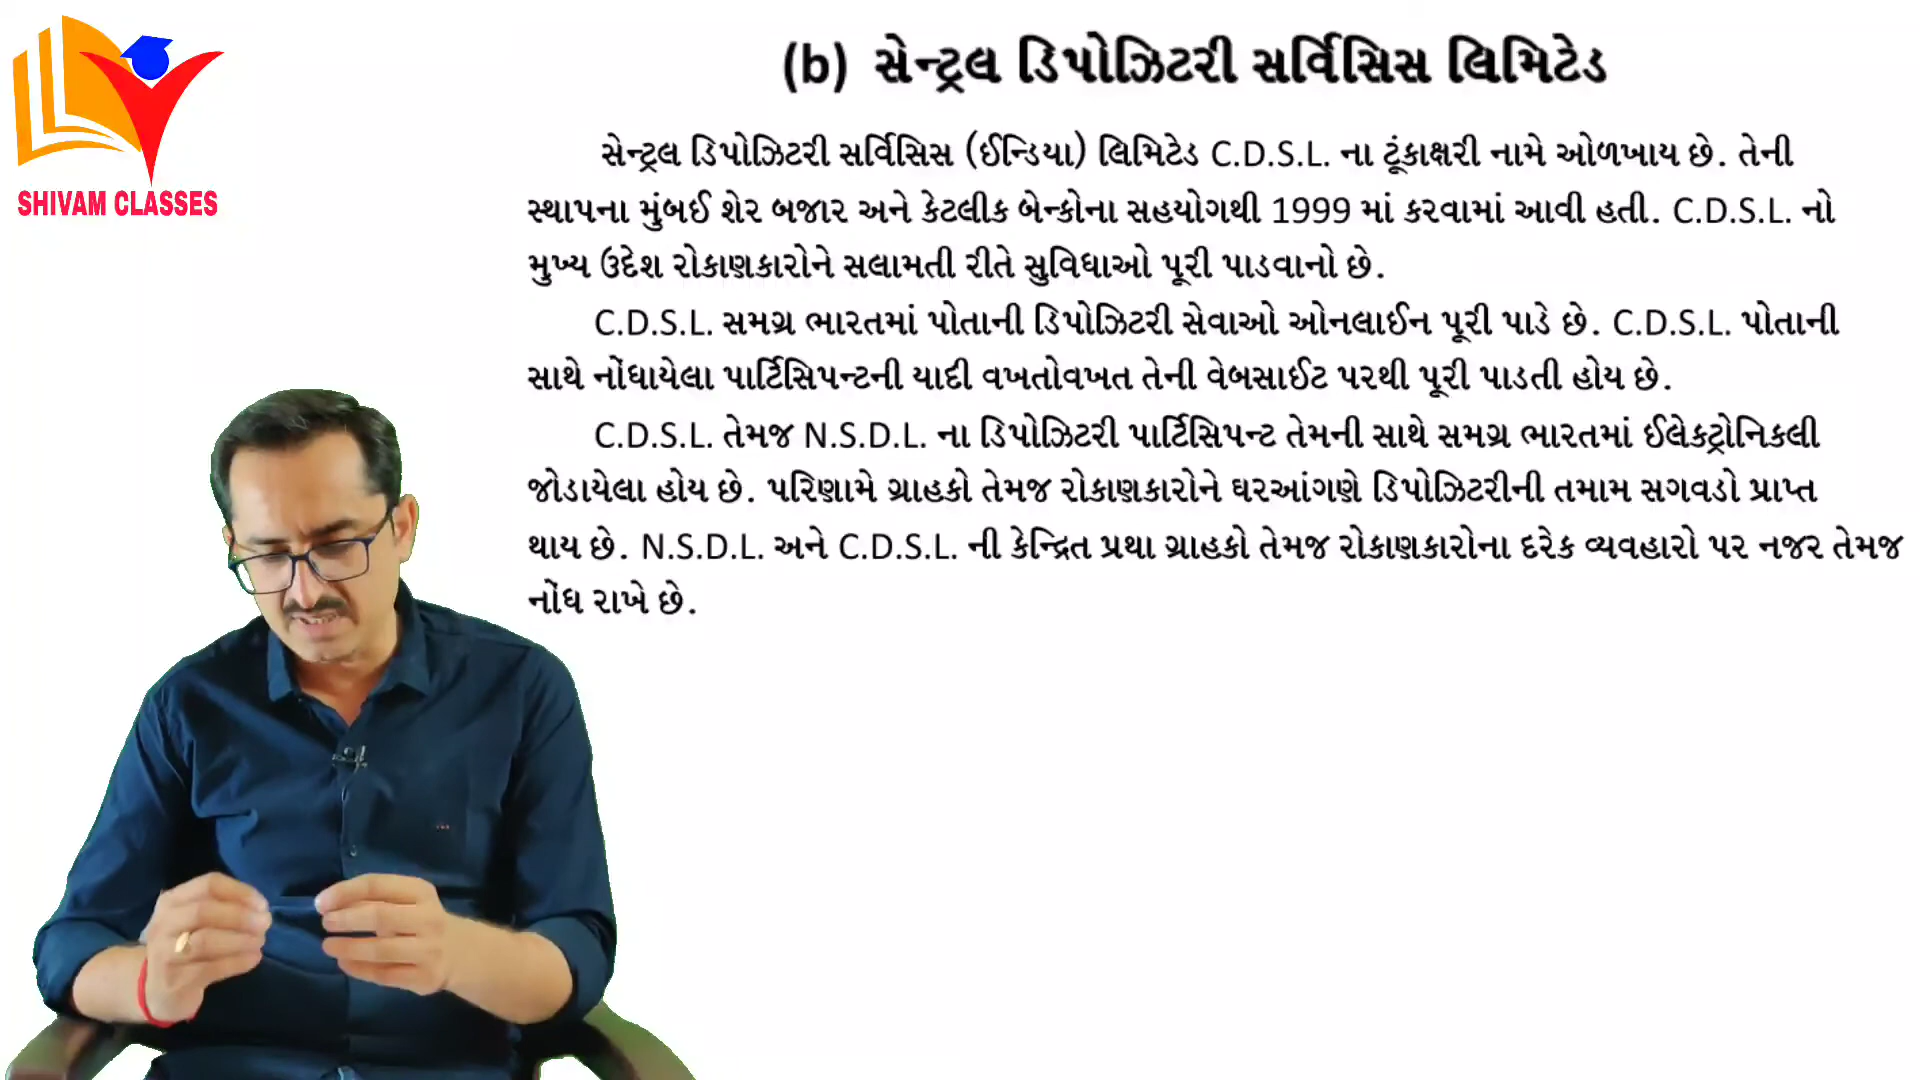 SHIVAM CLASSES
(b) સેન્ટ્રલ ડિપોઝિટરી સર્વિસિસ લિમિટેડ
સેન્ટ્રલ ડિપોઝિટરી સર્વિસિસ (ઈન્ડિયા) લિમિટેડ C.D.S.L. ના ટૂંકાક્ષરી નામે ઓળખાય છે. તેની
સ્થાપના મુંબઈ શેર બજાર અને કેટલીક બેન્કોના સહયોગથી 1999 માં કરવામાં આવી હતી. C.D.S.L. નો
મુખ્ય ઉદેશ રોકાણકારોને સલામતી રીતે સુવિધાઓ પૂરી પાડવાનો છે.
C.D.S.L. સમગ્ર ભારતમાં પોતાની ડિપોઝિટરી સેવાઓ ઓનલાઈન પૂરી પાડે છે. C.D.S.L. પોતાની
સાથે નોંધાયેલા પાર્ટિસિપન્ટની યાદી વખતોવખત તેની વેબસાઈટ પરથી પૂરી પાડતી હોય છે.
C.D.S.L. તેમજ N.S.D.L. ના ડિપોઝિટરી પાર્ટિસિપન્ટ તેમની સાથે સમગ્ર ભારતમાં ઈલેકટ્રોનિકલી
જોડાયેલા હોય છે. પરિણામે ગ્રાહકો તેમજ રોકાણકારોને ઘરઆંગણે ડિપોઝિટરીની તમામ સગવડો પ્રાપ્ત
થાય છે. N.S.D.L. અને C.D.S.L. ની કેન્દ્રિત પ્રથા ગ્રાહકો તેમજ રોકાણકારોના દરેક વ્યવહારો પર નજર તેમજ
નોંધ રાખે છે.